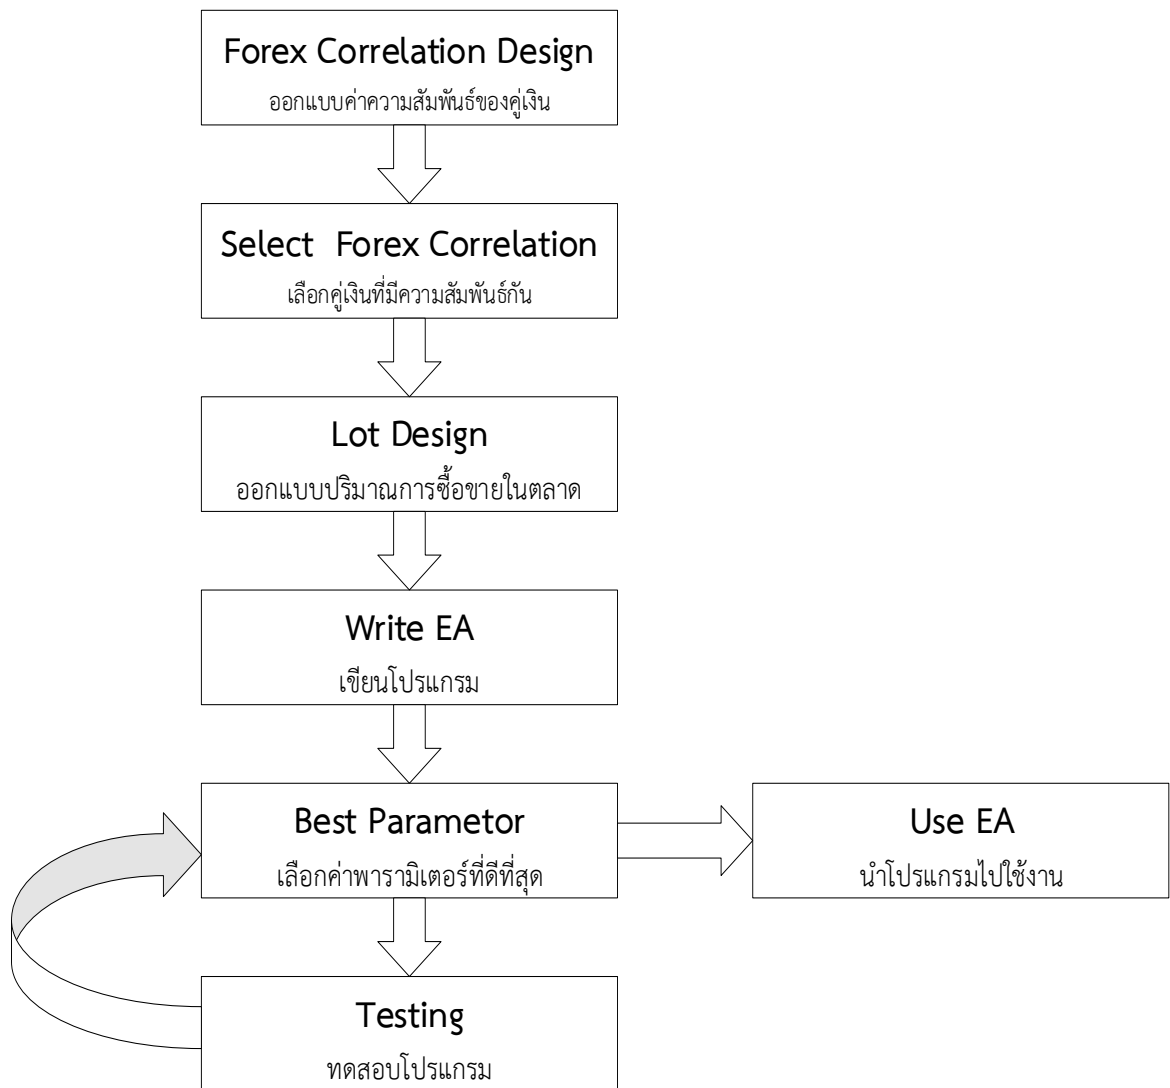 Forex Correlation Design
ออกแบบค่าความสัมพันธ์ของคู่เงิน
Select Forex Correlation
เลือกคู่เงินที่มีความสัมพันธ์กัน
Lot Design
ออกแบบปริมาณการซื้อขายในตลาด
Write EA
เขียนโปรแกรม
Best Parametor
เลือกค่าพารามิเตอร์ที่ดีที่สุด
Use EA
นำโปรแกรมไปใช้งาน
Testing
ทดสอบโปรแกรม